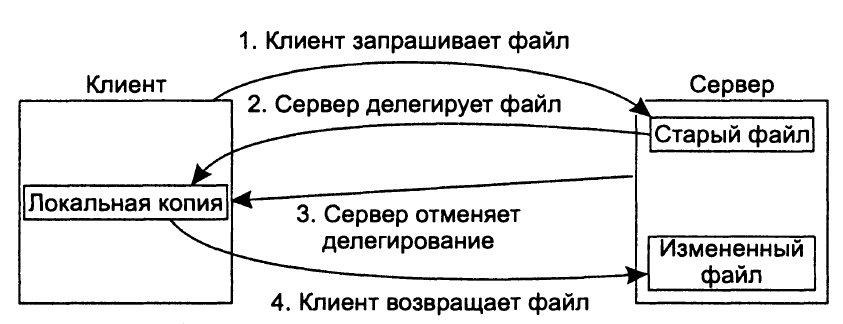 1. Клиент запрашивает файл
Клиент
Сервер
2. Сервер делегирует файл
Старый файл
Локальная копия
3. Сервер отменяет
делегирование
Измененный
файл
4. Клиент возвращает файл